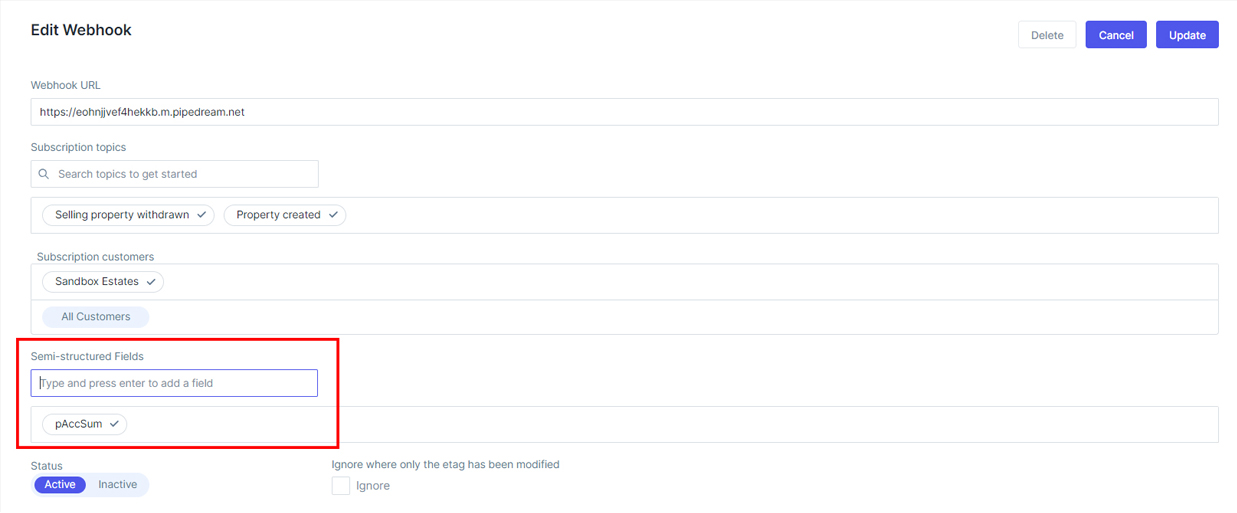 Edit Webhook
Delete
Cancel
Update
Webhook URL
https://eohnjjvef4hekkb.m.pipedream.net
Subscription topics
Search topics to get started
Selling property withdrawn
Property created
Subscription customers
Sandbox Estates
All Customers
Semi-structured Fields
Type and press enter to add a field
pAccSum
Status
Ignore where only the etag has been modified
Active
Inactive
Ignore